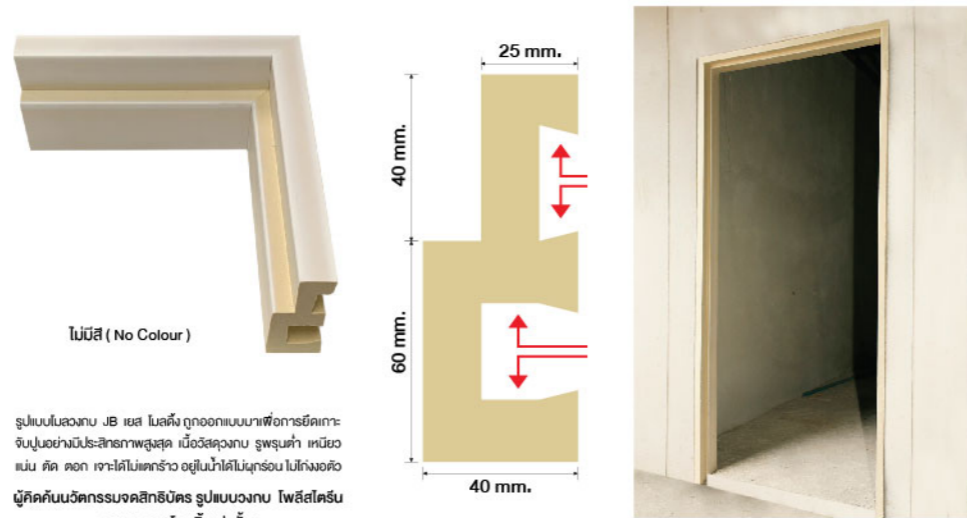 ไม่มีสี ( No Colour )
25 mm.
40 mm.
60 mm.
40 mm.
รูปแบบโมลวงกบ JB เยส โมลดิ้ง ถูกออกแบบมาเพื่อการยึดเกาะ
จับปูนอย่างมีประสิทธภาพสูงสุด เนื้อวัสดุวงกบ รูพรุนต่ำ เหนียว
แน่น ตัด ตอก เจาะได้ไม่แตกร้าว อยู่ในน้ำได้ไม่ผุกร่อน ไม่โก่งงอตัว
ผู้คิดค้นนวัตกรรมจดสิทธิบัตร รูปแบบวงกบ โพลีสไตรีน